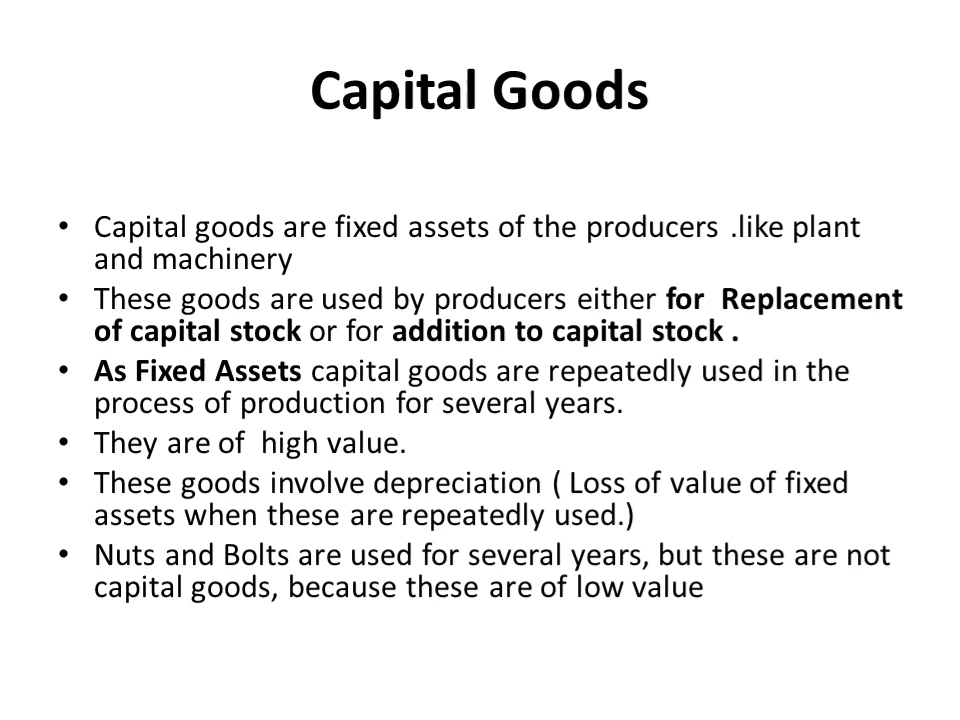 Capital Goods
• Capital goods are fixed assets of the producers .like plant
and machinery
• These goods are used by producers either for  Replacement
of capital stock or for addition to capital stock .
• As Fixed Assets capital goods are repeatedly used in the
process of production for several years.
• They are of  high value.
• These goods involve depreciation ( Loss of value of fixed
assets when these are repeatedly used.)
• Nuts and Bolts are used for several years, but these are not
capital goods, because these are of low value